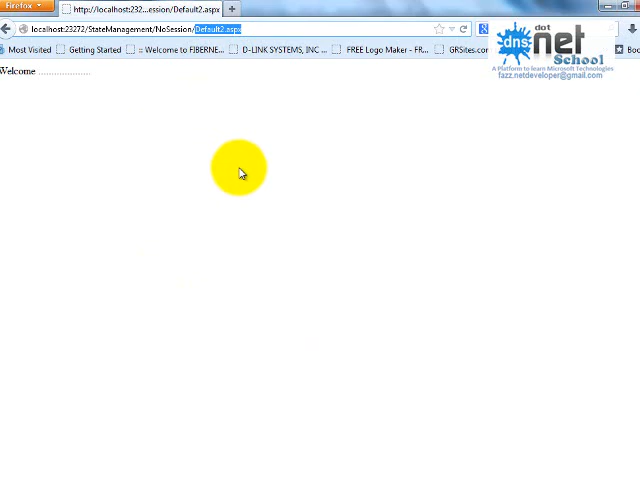 Firefox
http://localhost:232...ession/Default2.aspx
localhost:23272/StateManagement/NoSession/Default2.aspx
Most Visited
Getting Started
:: Welcome to FIBERNE...
D-LINK SYSTEMS, INC ...
FREE Logo Maker - FR...
GRSites.com
Boo
Welcome ....................
dot
dns net
School
A Platform to learn Microsoft Technologies
fazz.netdeveloper@gmail.com